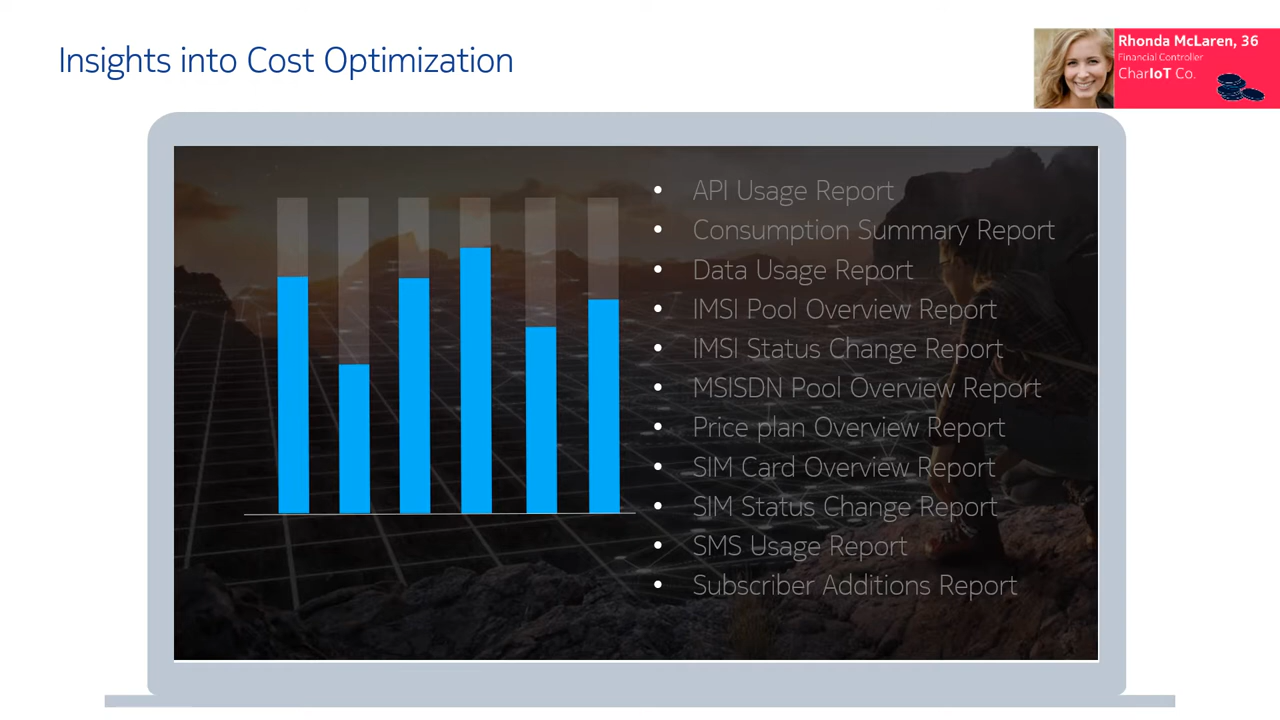 Insights into Cost Optimization
Rhonda McLaren, 36
Financial Controller
CharIoT Co.
• API Usage Report
• Consumption Summary Report
• Data Usage Report
• IMSI Pool Overview Report
• IMSI Status Change Report
• MSISDN Pool Overview Report
• Price plan Overview Report
• SIM Card Overview Report
• SIM Status Change Report
• SMS Usage Report
• Subscriber Additions Report